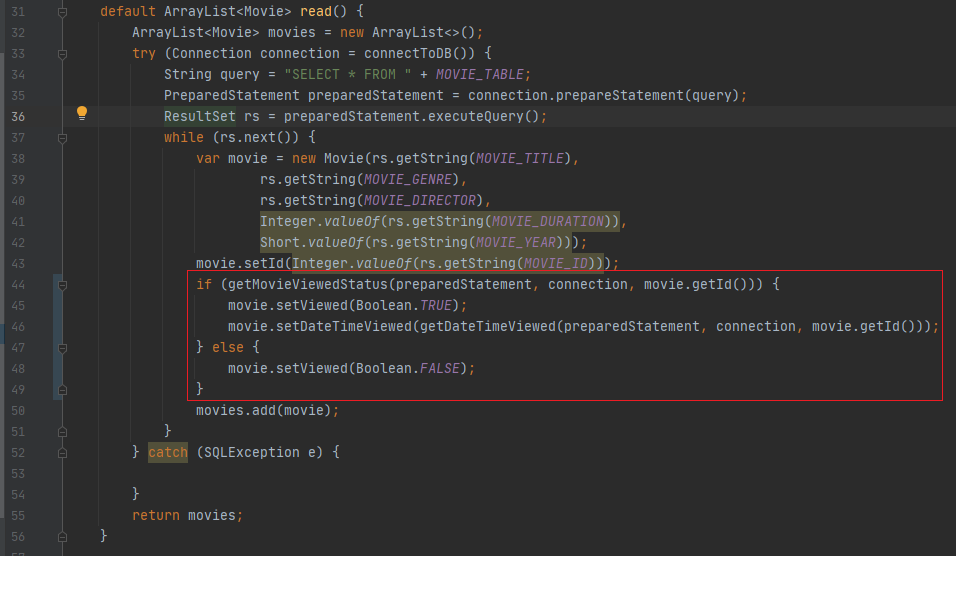 31 default ArrayList<Movie> read() {
32 ArrayList<Movie> movies = new ArrayList<>();
33 try (Connection connection = connectToDB()) {
34 String query = "SELECT * FROM " + MOVIE_TABLE;
35 PreparedStatement preparedStatement = connection.prepareStatement(query);
36 ResultSet rs = preparedStatement.executeQuery();
37 while (rs.next()) {
38 var movie = new Movie(rs.getString(MOVIE_TITLE),
39 rs.getString(MOVIE_GENRE),
40 rs.getString(MOVIE_DIRECTOR),
41 Integer.valueOf(rs.getString(MOVIE_DURATION)),
42 Short.valueOf(rs.getString(MOVIE_YEAR)));
43 movie.setId(Integer.valueOf(rs.getString(MOVIE_ID)));
44 if (getMovieViewedStatus(preparedStatement, connection, movie.getId())) {
45 movie.setViewed(Boolean.TRUE);
46 movie.setDateTimeViewed(getDateTimeViewed(preparedStatement, connection, movie.getId()));
47 } else {
48 movie.setViewed(Boolean.FALSE);
49 }
50 movies.add(movie);
51 }
52 } catch (SQLException e) {
53
54 }
55 return movies;
56 }